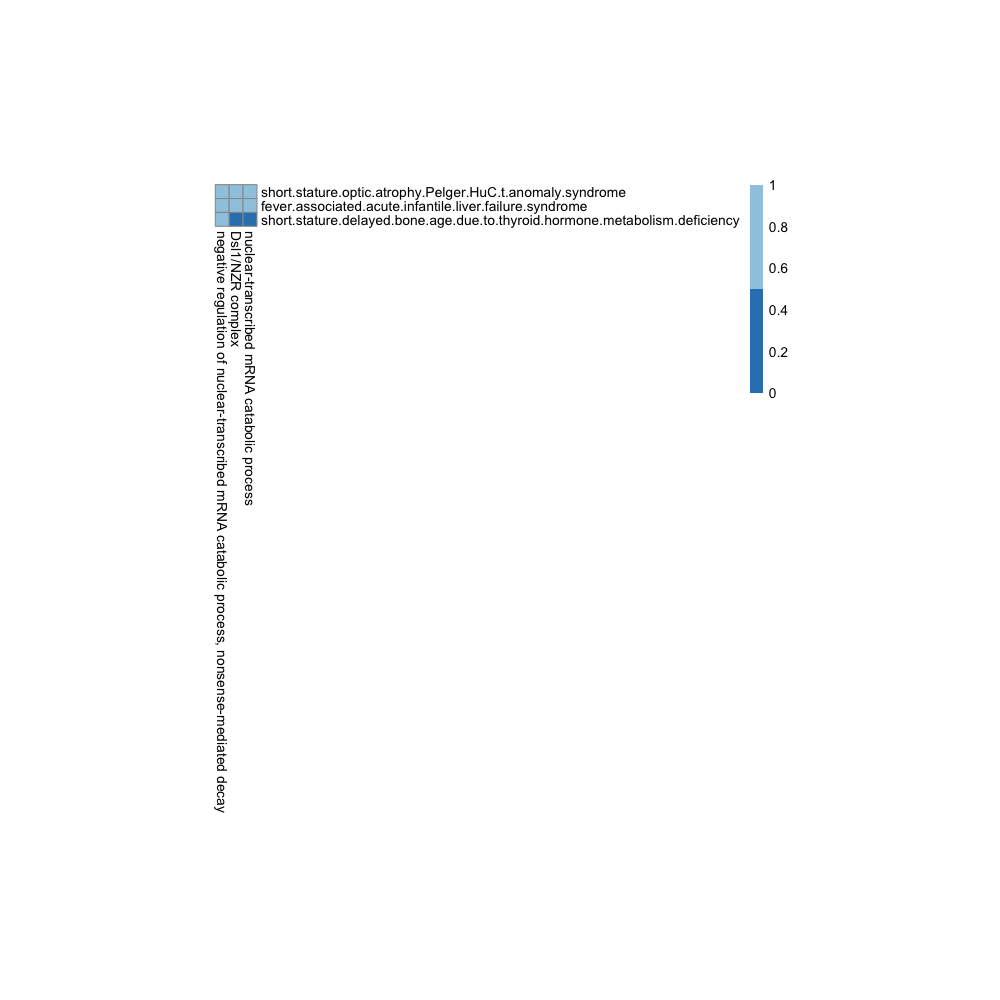 short.stature.optic.atrophy.Pelger.HuC.t.anomaly.syndrome
fever.associated.acute.infantile.liver.failure.syndrome
short.stature.delayed.bone.age.due.to.thyroid.hormone.metabolism.deficiency
negative regulation of nuclear-transcribed mRNA catabolic process, nonsense-mediated decay
Dsl1/NZR complex
nuclear-transcribed mRNA catabolic process
1
0.8
0.6
0.4
0.2
0